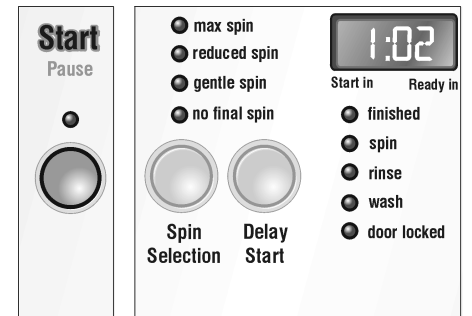 Start
Pause
max spin
reduced spin
gentle spin
no final spin
Spin
Selection
Delay
Start
1:02
Start in
Ready in
finished
spin
rinse
wash
door locked